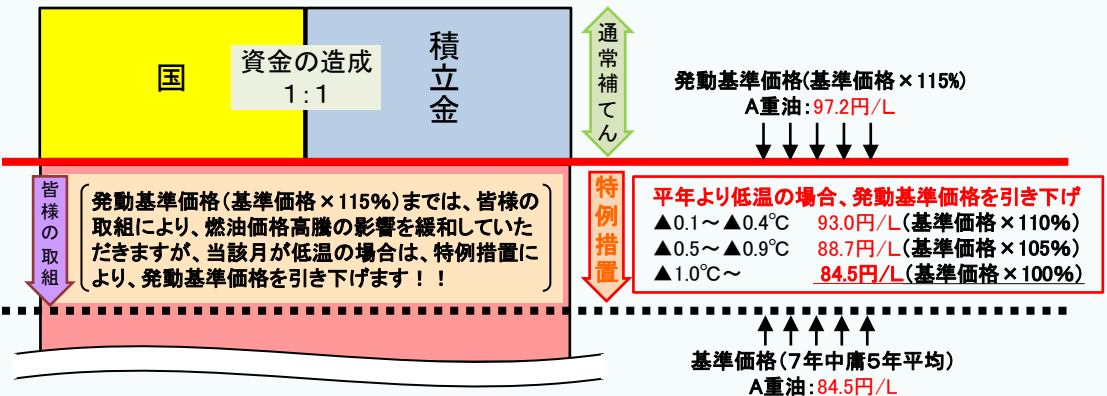 国
資金の造成
1：1
積立金
通常補てん
発動基準価格(基準価格×115%)
A重油：97.2円/L
皆様の取組
発動基準価格(基準価格×115%)までは、皆様の
取組により、燃油価格高騰の影響を緩和していた
だきますが、当該月が低温の場合は、特例措置に
より、発動基準価格を引き下げます！！
特例措置
平年より低温の場合、発動基準価格を引き下げ
▲0.1～▲0.4℃ 93.0円/L(基準価格×110%)
▲0.5～▲0.9℃ 88.7円/L(基準価格×105%)
▲1.0℃～ 84.5円/L(基準価格×100%)
基準価格(7年中庸5年平均)
A重油：84.5円/L